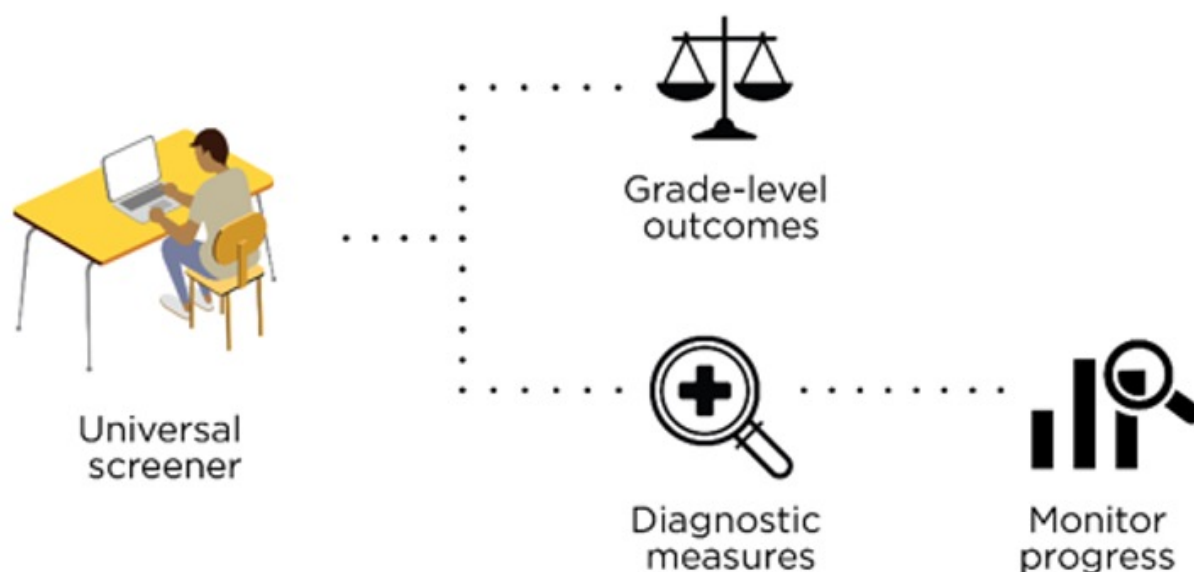 Grade-level
outcomes
Universal
screener
Diagnostic
measures
Monitor
progress